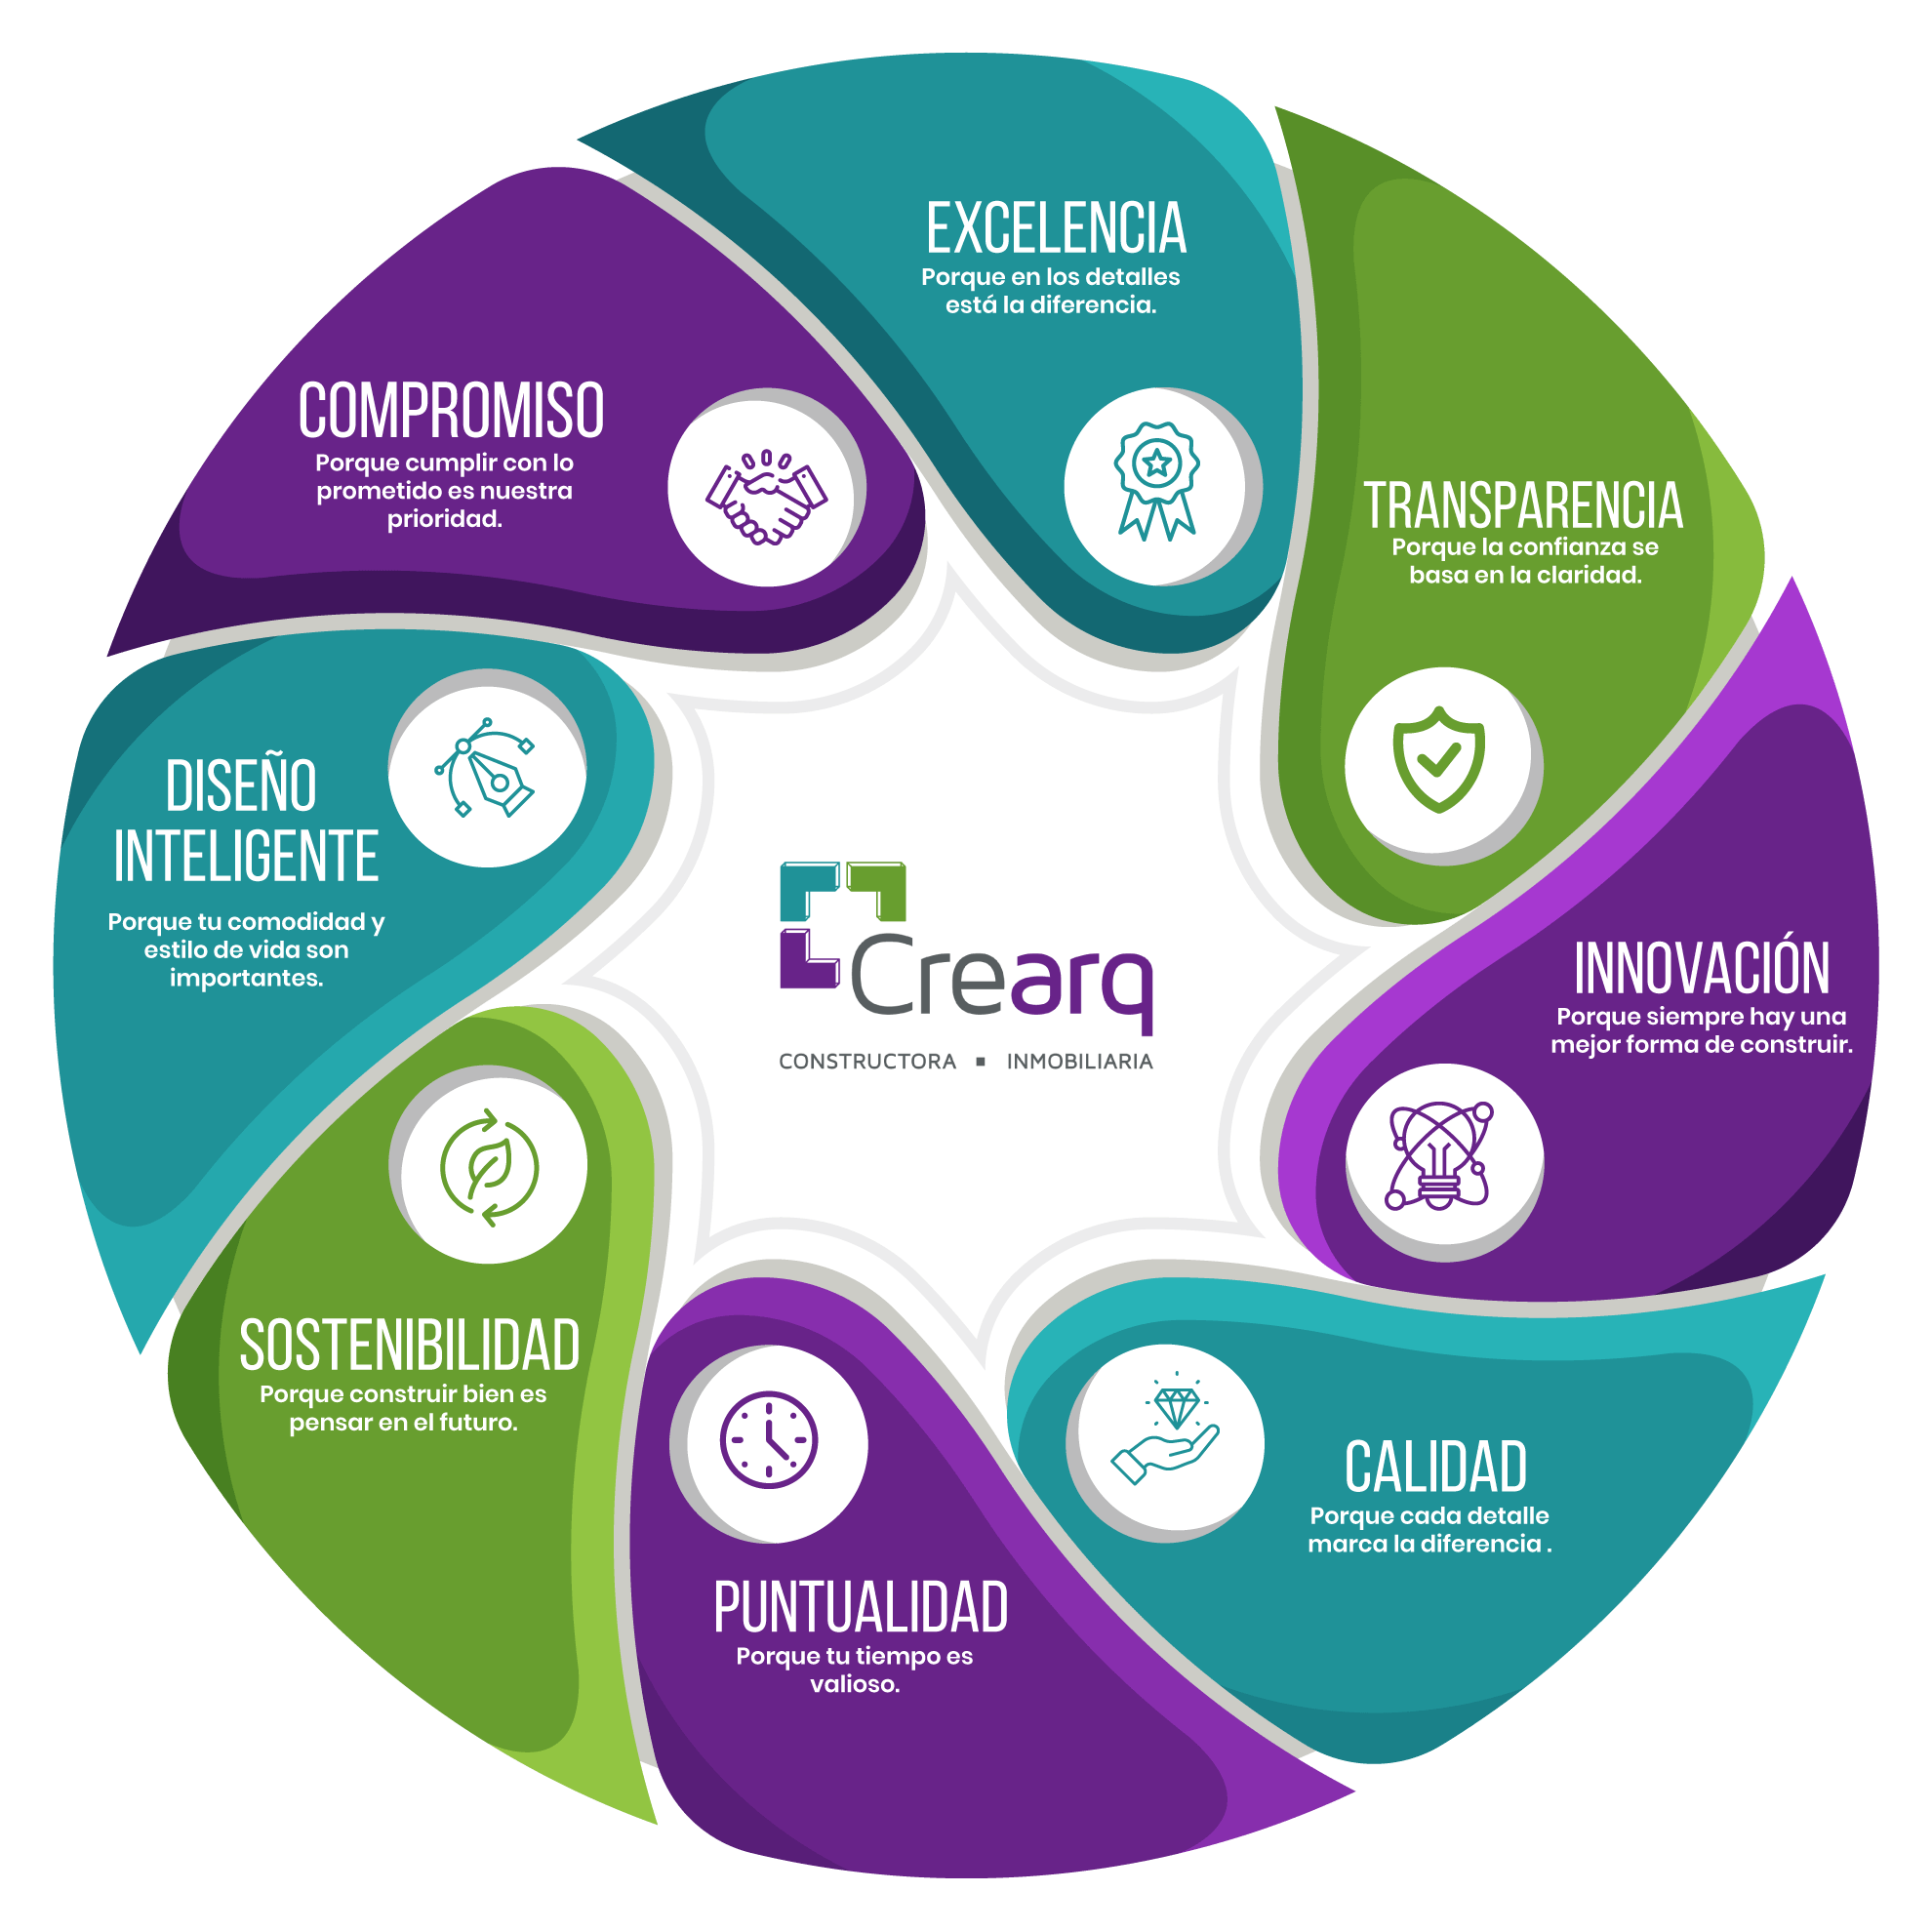 EXCELENCIA
Porque en los detalles
está la diferencia.
TRANSPARENCIA
Porque la confianza se
basa en la claridad.
INNOVACIÓN
Porque siempre hay una
mejor forma de construir.
CALIDAD
Porque cada detalle
marca la diferencia .
PUNTUALIDAD
Porque tu tiempo es
valioso.
SOSTENIBILIDAD
Porque construir bien es
pensar en el futuro.
DISEÑO
INTELIGENTE
Porque tu comodidad y
estilo de vida son
importantes.
COMPROMISO
Porque cumplir con lo
prometido es nuestra
prioridad.
Crearq
CONSTRUCTORA ▪ INMOBILIARIA